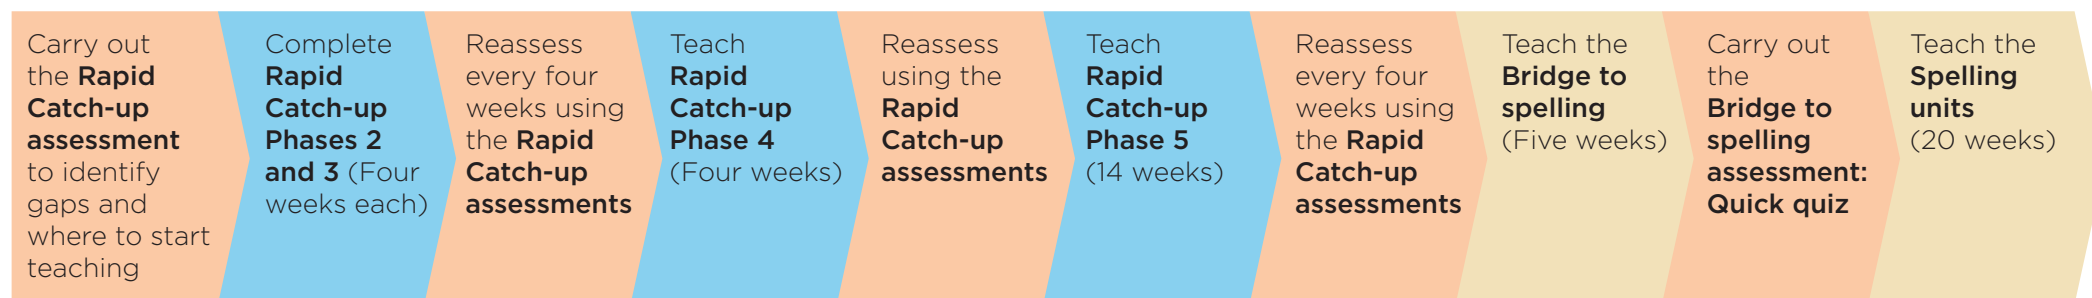 Carry out
the Rapid
Catch-up
assessment
to identify
gaps and
where to start
teaching
Complete
Rapid
Catch-up
Phases 2
and 3 (Four
weeks each)
Reassess
every four
weeks using
the Rapid
Catch-up
assessments
Teach
Rapid
Catch-up
Phase 4
(Four weeks)
Reassess
using the
Rapid
Catch-up
assessments
Teach
Rapid
Catch-up
Phase 5
(14 weeks)
Reassess
every four
weeks using
the Rapid
Catch-up
assessments
Teach the
Bridge to
spelling
(Five weeks)
Carry out
the
Bridge to
spelling
assessment:
Quick quiz
Teach the
Spelling
units
(20 weeks)